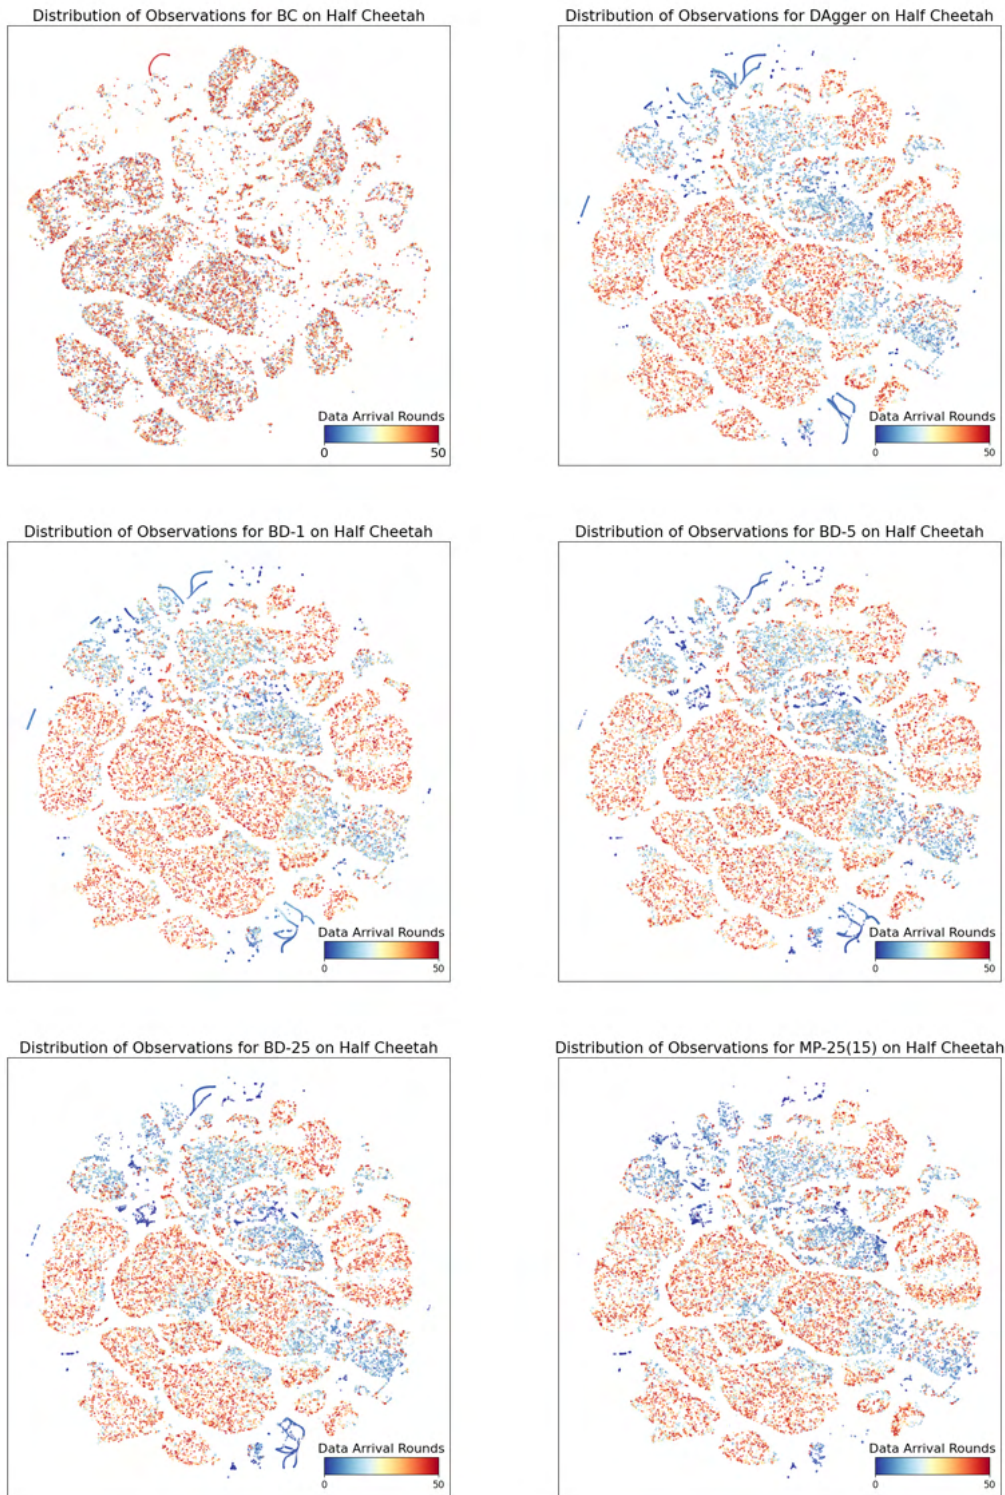 Distribution of Observations for BC on Half Cheetah
Distribution of Observations for DAgger on Half Cheetah
Data Arrival Rounds
0 50
Data Arrival Rounds
0 50
Distribution of Observations for BD-1 on Half Cheetah
Distribution of Observations for BD-5 on Half Cheetah
Data Arrival Rounds
0 50
Data Arrival Rounds
0 50
Distribution of Observations for BD-25 on Half Cheetah
Distribution of Observations for MP-25(15) on Half Cheetah
Data Arrival Rounds
0 50
Data Arrival Rounds
0 50